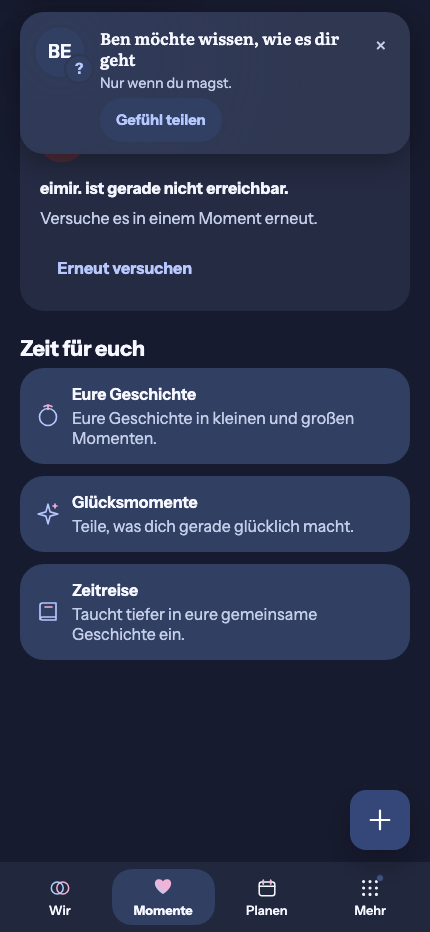 BE
?
Ben möchte wissen, wie es dir
geht
×
Nur wenn du magst.
Gefühl teilen
eimir. ist gerade nicht erreichbar.
Versuche es in einem Moment erneut.
Erneut versuchen
Zeit für euch
Eure Geschichte
Eure Geschichte in kleinen und großen
Momenten.
Glücksmomente
Teile, was dich gerade glücklich macht.
Zeitreise
Taucht tiefer in eure gemeinsame
Geschichte ein.
Wir
Momente
Planen
Mehr